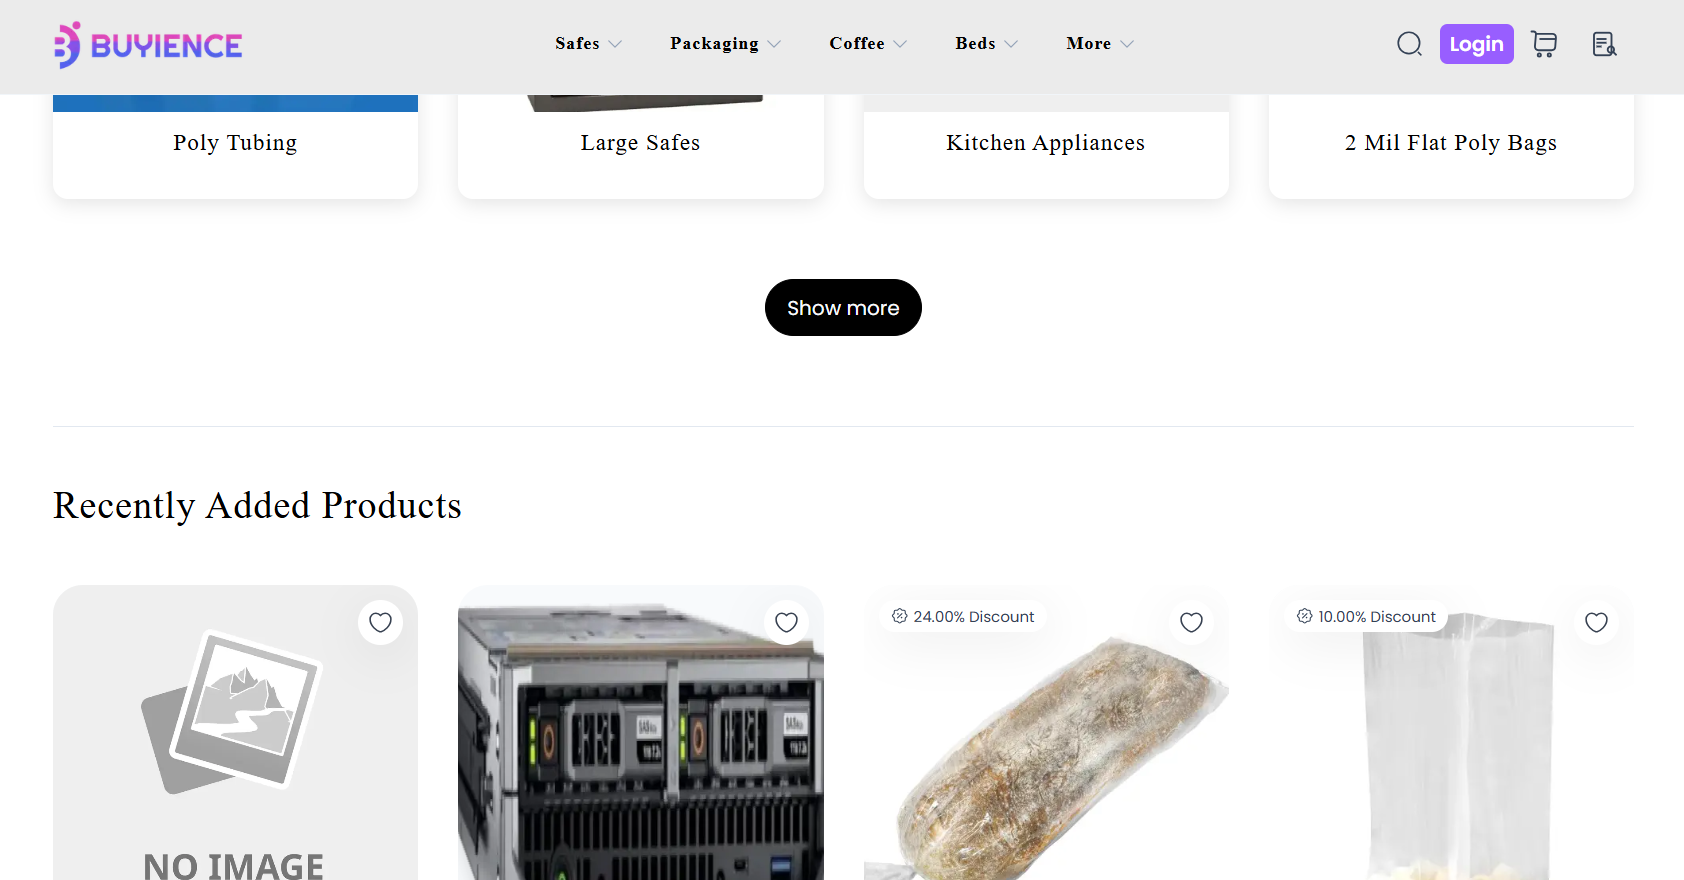 BUYIENCE
Safes
Packaging
Coffee
Beds
More
Login
Poly Tubing
Large Safes
Kitchen Appliances
2 Mil Flat Poly Bags
Show more
Recently Added Products
24.00% Discount
10.00% Discount
NO IMAGE